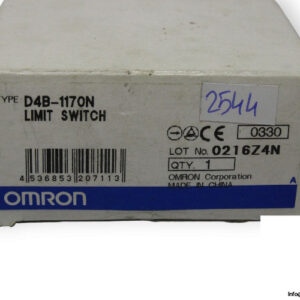 TYPE D4B-1170N
LIMIT SWITCH
2544
CE 0330
LOT No. 0216Z4N
QTY. 1
4 536853 207113
OMRON Corporation
MADE IN CHINA
OMRON
A